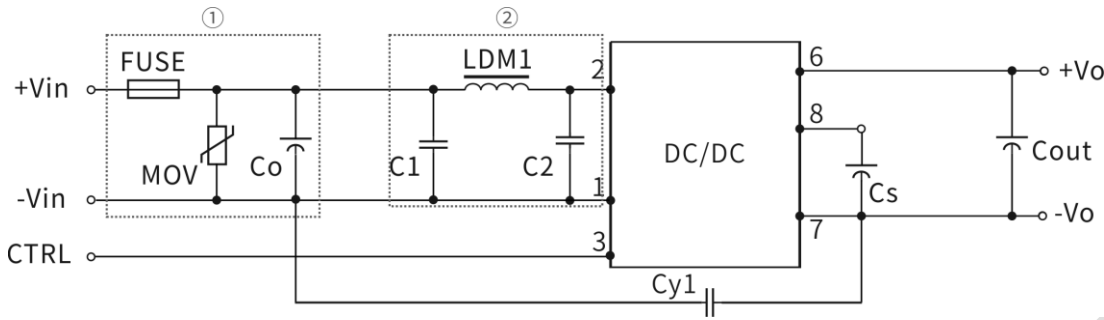 ① ②
FUSE LDM1
+Vin 2 6 +Vo
8
MOV Co C1 C2 DC/DC Cout
Cs
-Vin 1 7 -Vo
CTRL 3
Cy1